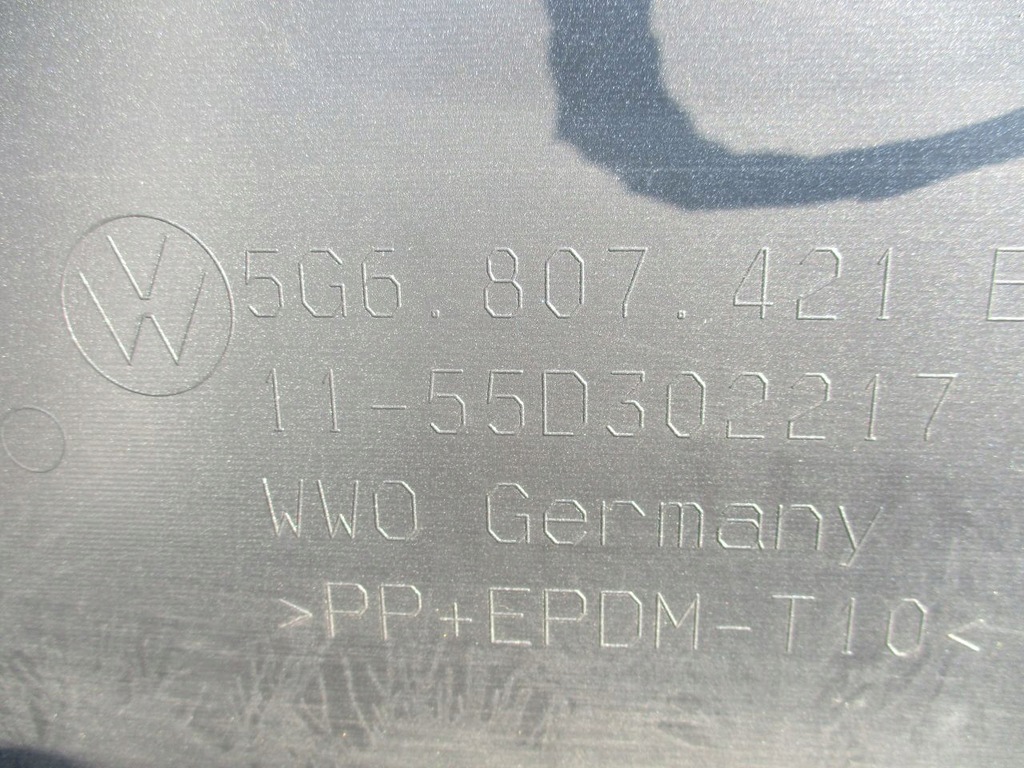 5G6.807.421 E
11-55D302217
WWO Germany
>PP+EPDM-T10<